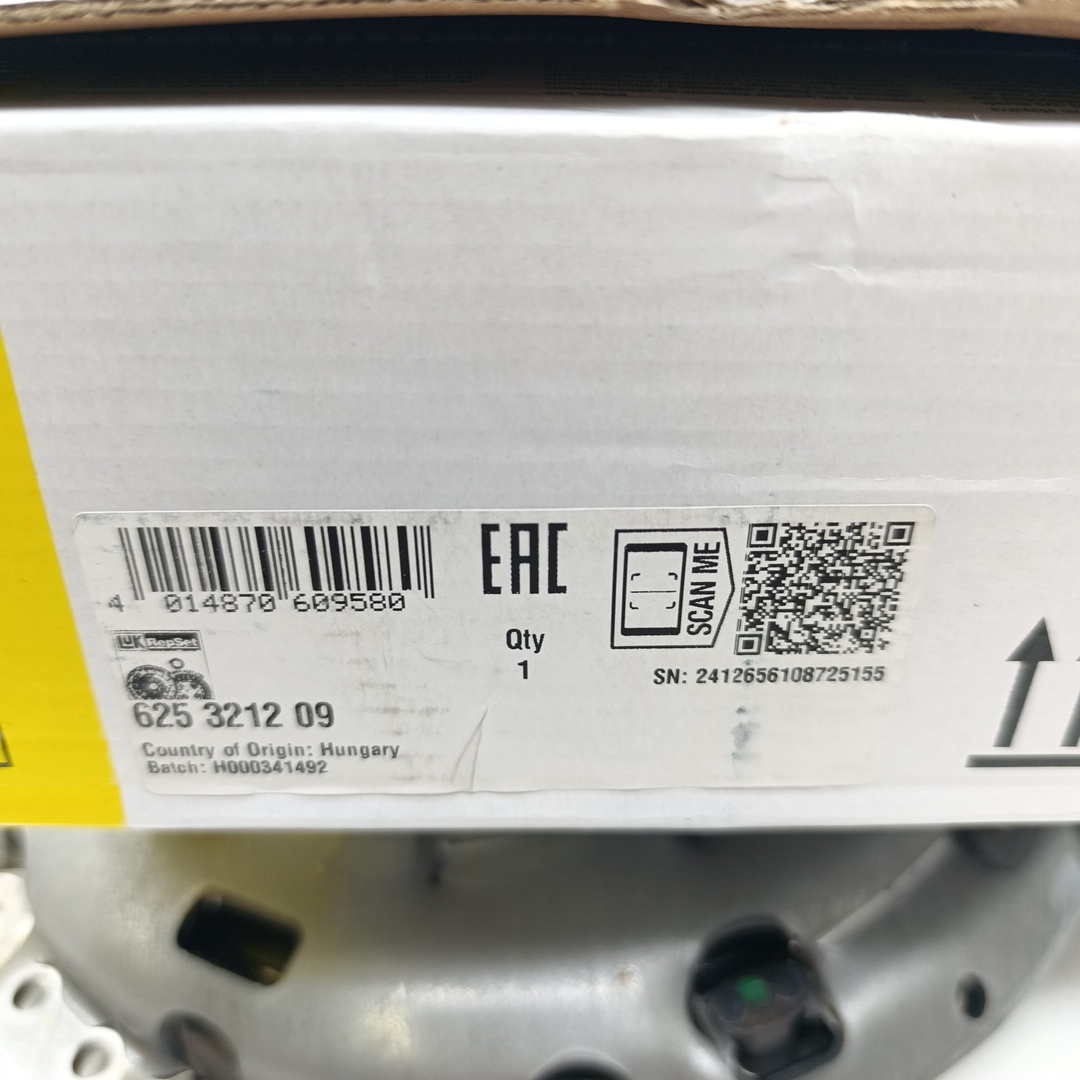 4 014870 609580
EAC
SCAN ME
Qty
1
SN: 2412656108725155
LuK RepSet
625 3212 09
Country of Origin: Hungary
Batch: H000341492